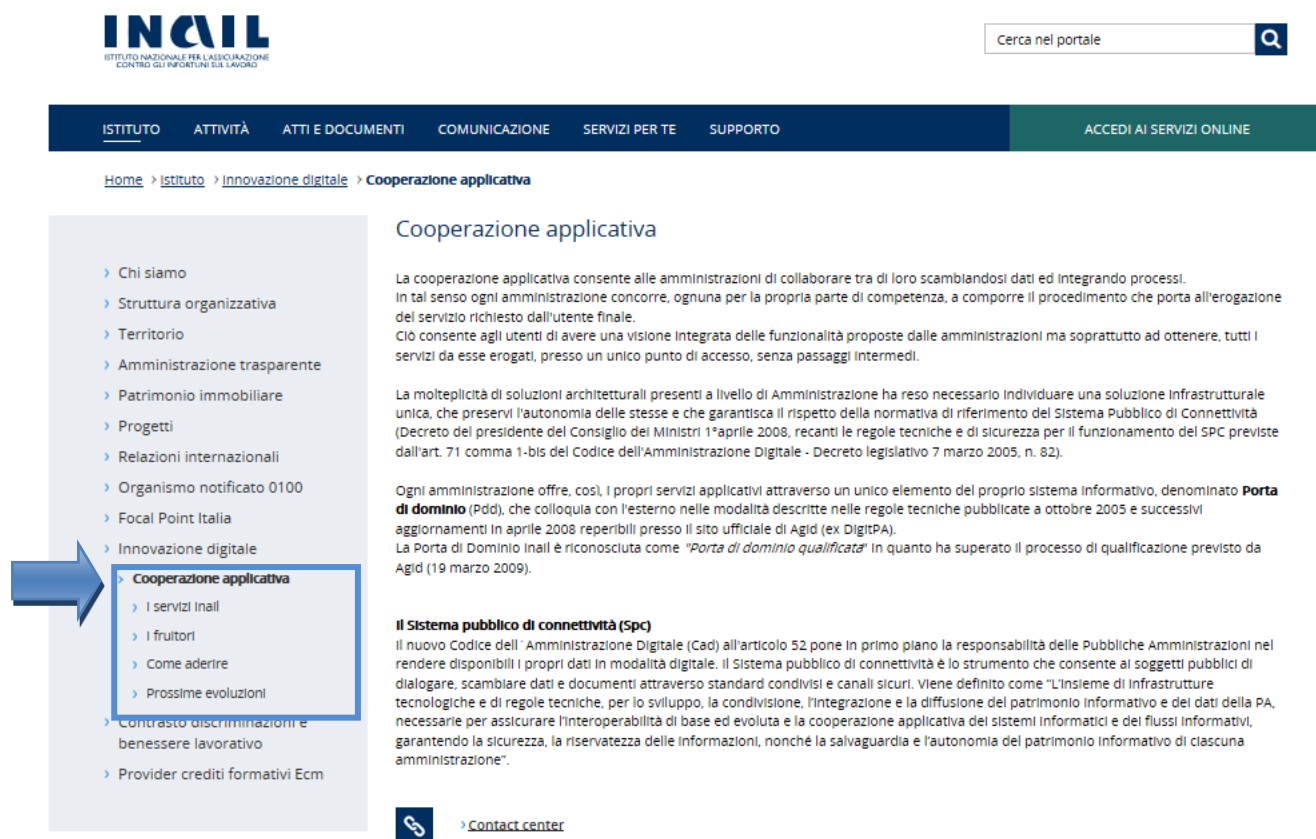 INAIL
ISTITUTO NAZIONALE PER L'ASSICURAZIONE
CONTRO GLI INFORTUNI SUL LAVORO
Cerca nel portale
ISTITUTO ATTIVITÀ ATTI E DOCUMENTI COMUNICAZIONE SERVIZI PER TE SUPPORTO ACCEDI AI SERVIZI ONLINE
Home > Istituto > Innovazione digitale > Cooperazione applicativa
› Chi siamo
› Struttura organizzativa
› Territorio
› Amministrazione trasparente
› Patrimonio immobiliare
› Progetti
› Relazioni internazionali
› Organismo notificato 0100
› Focal Point Italia
› Innovazione digitale
› Cooperazione applicativa
› I servizi Inail
› I fruitori
› Come aderire
› Prossime evoluzioni
› Contrasto discriminazioni e
benessere lavorativo
› Provider crediti formativi Ecm
Cooperazione applicativa
La cooperazione applicativa consente alle amministrazioni di collaborare tra di loro scambiandosi dati ed integrando processi.
In tal senso ogni amministrazione concorre, ognuna per la propria parte di competenza, a comporre il procedimento che porta all'erogazione
del servizio richiesto dall'utente finale.
Ciò consente agli utenti di avere una visione integrata delle funzionalità proposte dalle amministrazioni ma soprattutto ad ottenere, tutti i
servizi da esse erogati, presso un unico punto di accesso, senza passaggi intermedi.
La molteplicità di soluzioni architetturali presenti a livello di Amministrazione ha reso necessario individuare una soluzione infrastrutturale
unica, che preservi l'autonomia delle stesse e che garantisca il rispetto della normativa di riferimento del Sistema Pubblico di Connettività
(Decreto del presidente del Consiglio dei Ministri 1°aprile 2008, recanti le regole tecniche e di sicurezza per il funzionamento del SPC previste
dall'art. 71 comma 1-bis del Codice dell'Amministrazione Digitale - Decreto legislativo 7 marzo 2005, n. 82).
Ogni amministrazione offre, così, i propri servizi applicativi attraverso un unico elemento del proprio sistema informativo, denominato Porta
di dominio (Pdd), che colloquia con l'esterno nelle modalità descritte nelle regole tecniche pubblicate a ottobre 2005 e successivi
aggiornamenti in aprile 2008 reperibili presso il sito ufficiale di Agid (ex DigitPA).
La Porta di Dominio Inail è riconosciuta come "Porta di dominio qualificata" in quanto ha superato il processo di qualificazione previsto da
Agid (19 marzo 2009).
Il Sistema pubblico di connettività (Spc)
Il nuovo Codice dell`Amministrazione Digitale (Cad) all'articolo 52 pone in primo piano la responsabilità delle Pubbliche Amministrazioni nel
rendere disponibili i propri dati in modalità digitale. Il Sistema pubblico di connettività è lo strumento che consente ai soggetti pubblici di
dialogare, scambiare dati e documenti attraverso standard condivisi e canali sicuri. Viene definito come “L'insieme di infrastrutture
tecnologiche e di regole tecniche, per lo sviluppo, la condivisione, l'integrazione e la diffusione del patrimonio informativo e dei dati della PA,
necessarie per assicurare l'interoperabilità di base ed evoluta e la cooperazione applicativa dei sistemi informatici e dei flussi informativi,
garantendo la sicurezza, la riservatezza delle informazioni, nonché la salvaguardia e l'autonomia del patrimonio informativo di ciascuna
amministrazione”.
› Contact center